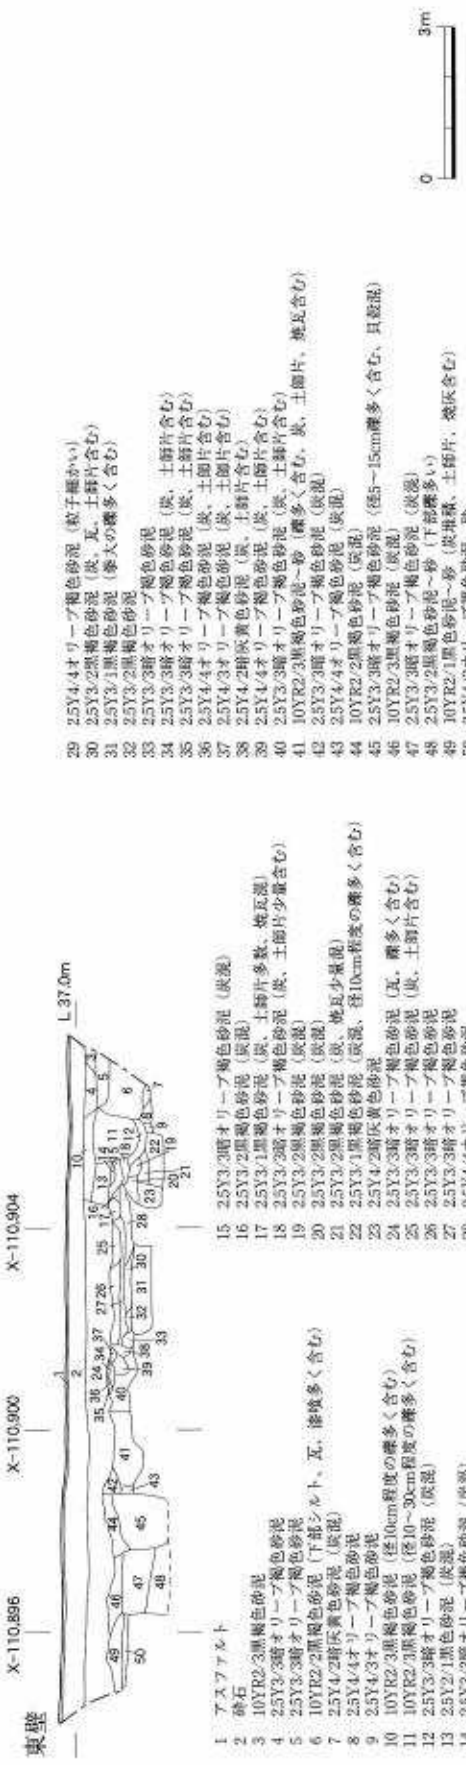 東壁
X-110,896
X-110,900
X-110,904
L 37.0m
1 アスファルト
2 砕石
3 10YR2/3黒褐色砂泥
4 2.5Y3/3暗オリーブ褐色砂泥
5 2.5Y3/3暗オリーブ褐色砂泥
6 10YR2/2黒褐色砂泥（下部シルト、瓦、漆喰多く含む）
7 2.5Y4/2暗灰黄色砂泥（炭混）
8 2.5Y4/4オリーブ褐色砂泥
9 2.5Y4/3オリーブ褐色砂泥
10 10YR2/3黒褐色砂泥（径10cm程度の礫多く含む）
11 10YR2/3黒褐色砂泥（径10～30cm程度の礫多く含む）
12 2.5Y3/3暗オリーブ褐色砂泥（炭混）
13 2.5Y2/1黒色砂泥（炭混）
15 2.5Y3/3暗オリーブ褐色砂泥（炭混）
16 2.5Y3/2黒褐色砂泥（炭混）
17 2.5Y3/1黒褐色砂泥（炭、土師片多数、焼瓦混）
18 2.5Y3/3暗オリーブ褐色砂泥（炭、土師片少量含む）
19 2.5Y3/2黒褐色砂泥（炭混）
20 2.5Y3/2黒褐色砂泥（炭混）
21 2.5Y3/2黒褐色砂泥（炭、焼瓦少量混）
22 2.5Y3/1黒褐色砂泥（炭混、径10cm程度の礫多く含む）
23 2.5Y4/2暗灰黄色砂泥
24 2.5Y3/3暗オリーブ褐色砂泥（瓦、礫多く含む）
25 2.5Y3/3暗オリーブ褐色砂泥（炭、土師片含む）
26 2.5Y3/3暗オリーブ褐色砂泥
27 2.5Y3/3暗オリーブ褐色砂泥
29 2.5Y4/4オリーブ褐色砂泥（粒子細かい）
30 2.5Y3/2黒褐色砂泥（炭、瓦、土師片含む）
31 2.5Y3/1黒褐色砂泥（拳大の礫多く含む）
32 2.5Y3/2黒褐色砂泥
33 2.5Y3/3暗オリーブ褐色砂泥
34 2.5Y3/3暗オリーブ褐色砂泥（炭、土師片含む）
35 2.5Y3/3暗オリーブ褐色砂泥（炭、土師片含む）
36 2.5Y4/4オリーブ褐色砂泥（炭、土師片含む）
37 2.5Y4/3オリーブ褐色砂泥（炭、土師片含む）
38 2.5Y4/2暗灰黄色砂泥（炭、土師片含む）
39 2.5Y4/4オリーブ褐色砂泥（炭、土師片含む）
40 2.5Y3/3暗オリーブ褐色砂泥（炭、土師片含む）
41 10YR2/3黒褐色砂泥～砂（礫多く含む、炭、土師片、焼瓦含む）
42 2.5Y3/3暗オリーブ褐色砂泥（炭混）
43 2.5Y4/4オリーブ褐色砂泥（炭混）
44 10YR2/2黒褐色砂泥（炭混）
45 2.5Y3/3暗オリーブ褐色砂泥（径5～15cm礫多く含む、貝殻混）
46 10YR2/3黒褐色砂泥（炭混）
47 2.5Y3/3暗オリーブ褐色砂泥（炭混）
48 2.5Y3/2黒褐色砂泥～砂（下部礫多い）
49 10YR2/1黒色砂泥～砂（炭堆積、土師片、焼灰含む）
0 3m